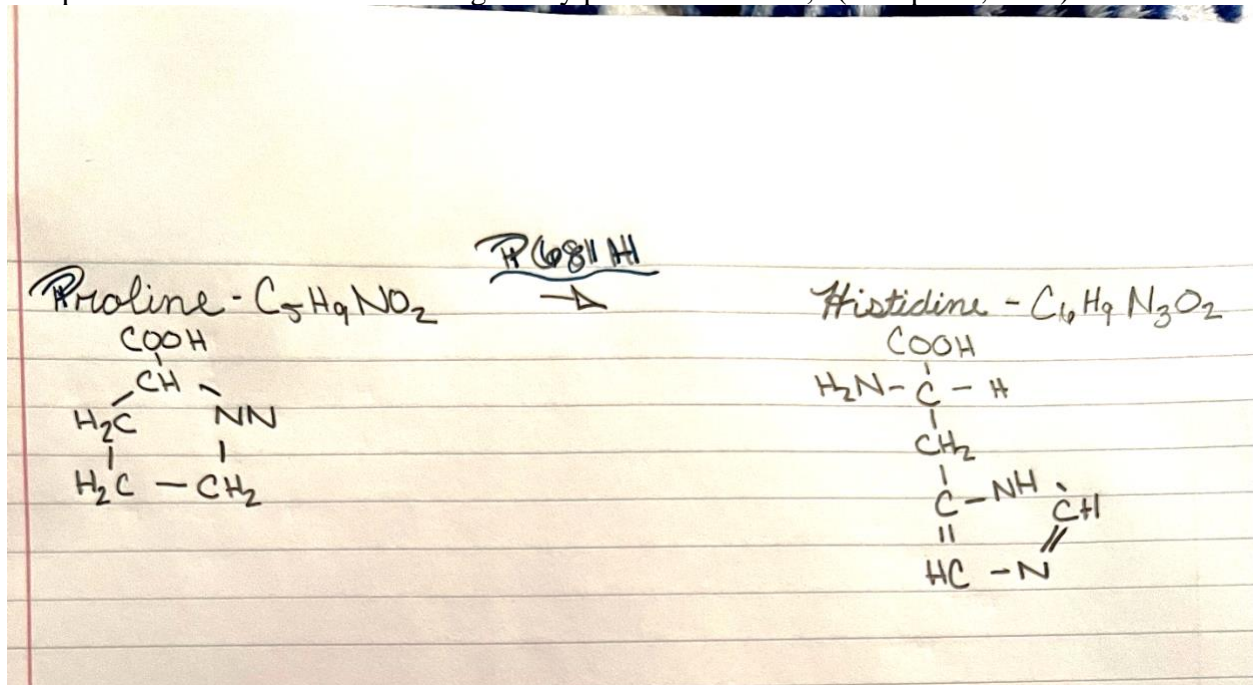 P681H
→
Proline - C5H9NO2
Histidine - C6H9N3O2
COOH
CH
H2C
NN
H2C - CH2
COOH
H2N - C - H
CH2
C - NH
CH
HC - N